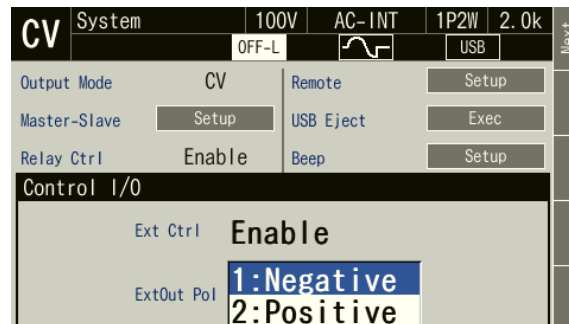 CV System 100V AC-INT 1P2W 2.0k
OFF-L USB
Next
Output Mode CV Remote Setup
Master-Slave Setup USB Eject Exec
Relay Ctrl Enable Beep Setup
Control I/O
Ext Ctrl Enable
ExtOut Pol 1:Negative
2:Positive